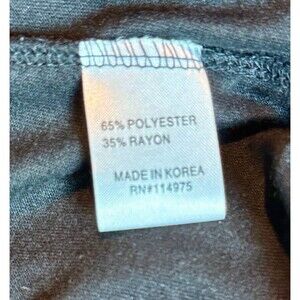 65% POLYESTER
35% RAYON
MADE IN KOREA
RN#114975